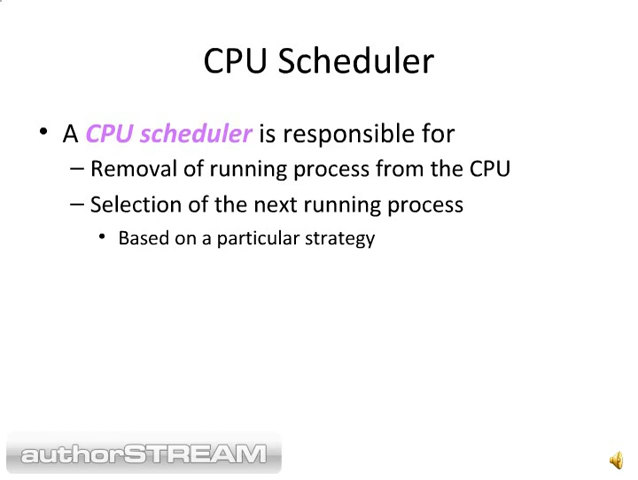 CPU Scheduler
• A CPU scheduler is responsible for
– Removal of running process from the CPU
– Selection of the next running process
• Based on a particular strategy
authorSTREAM